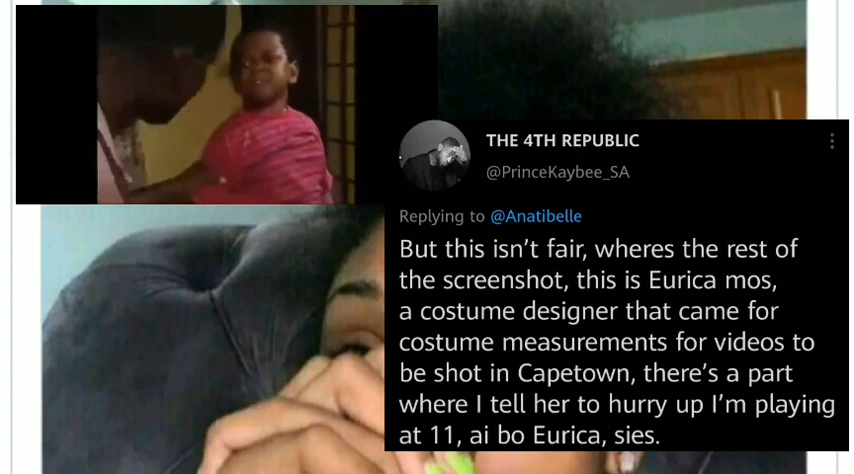 THE 4TH REPUBLIC
@PrinceKaybee_SA
Replying to @Anatibelle
But this isn't fair, wheres the rest of
the screenshot, this is Eurica mos,
a costume designer that came for
costume measurements for videos to
be shot in Capetown, there's a part
where I tell her to hurry up I'm playing
at 11, ai bo Eurica, sies.